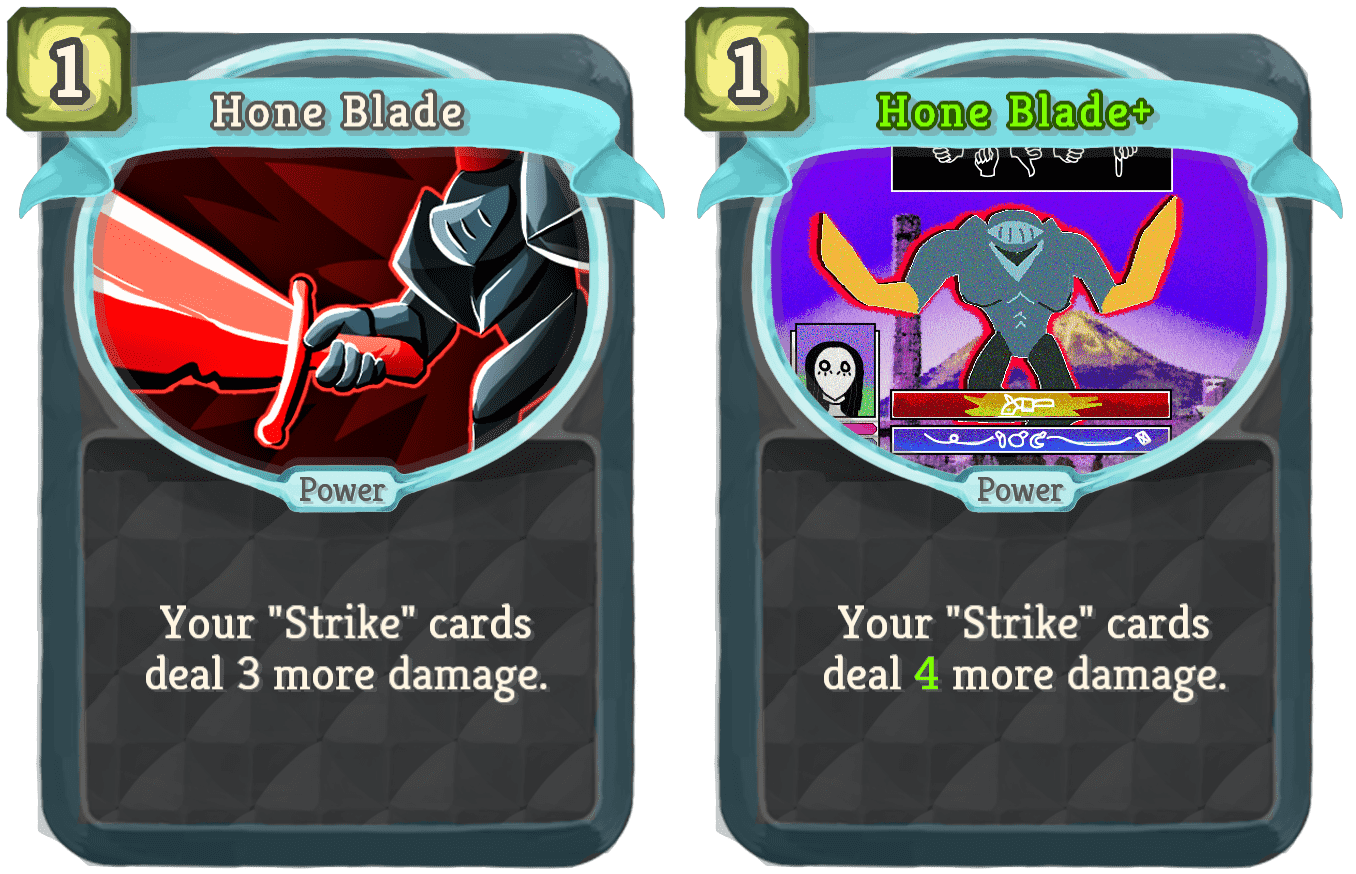 1
Hone Blade
Power
Your "Strike" cards
deal 3 more damage.
1
Hone Blade+
Power
Your "Strike" cards
deal 4 more damage.